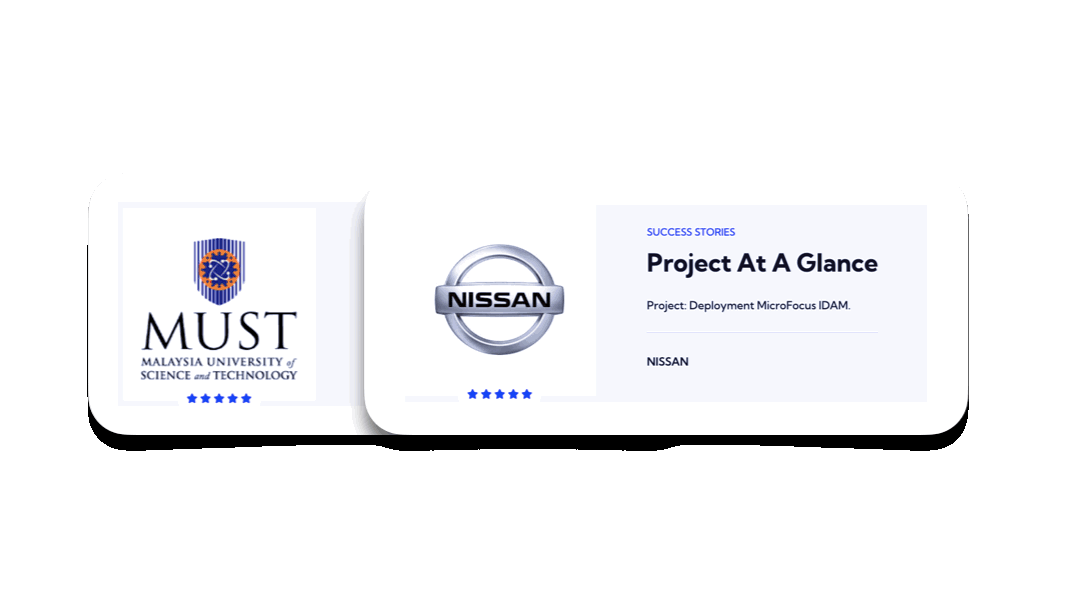 MUST
MALAYSIA UNIVERSITY of
SCIENCE and TECHNOLOGY
NISSAN
SUCCESS STORIES
Project At A Glance
Project: Deployment MicroFocus IDAM.
NISSAN